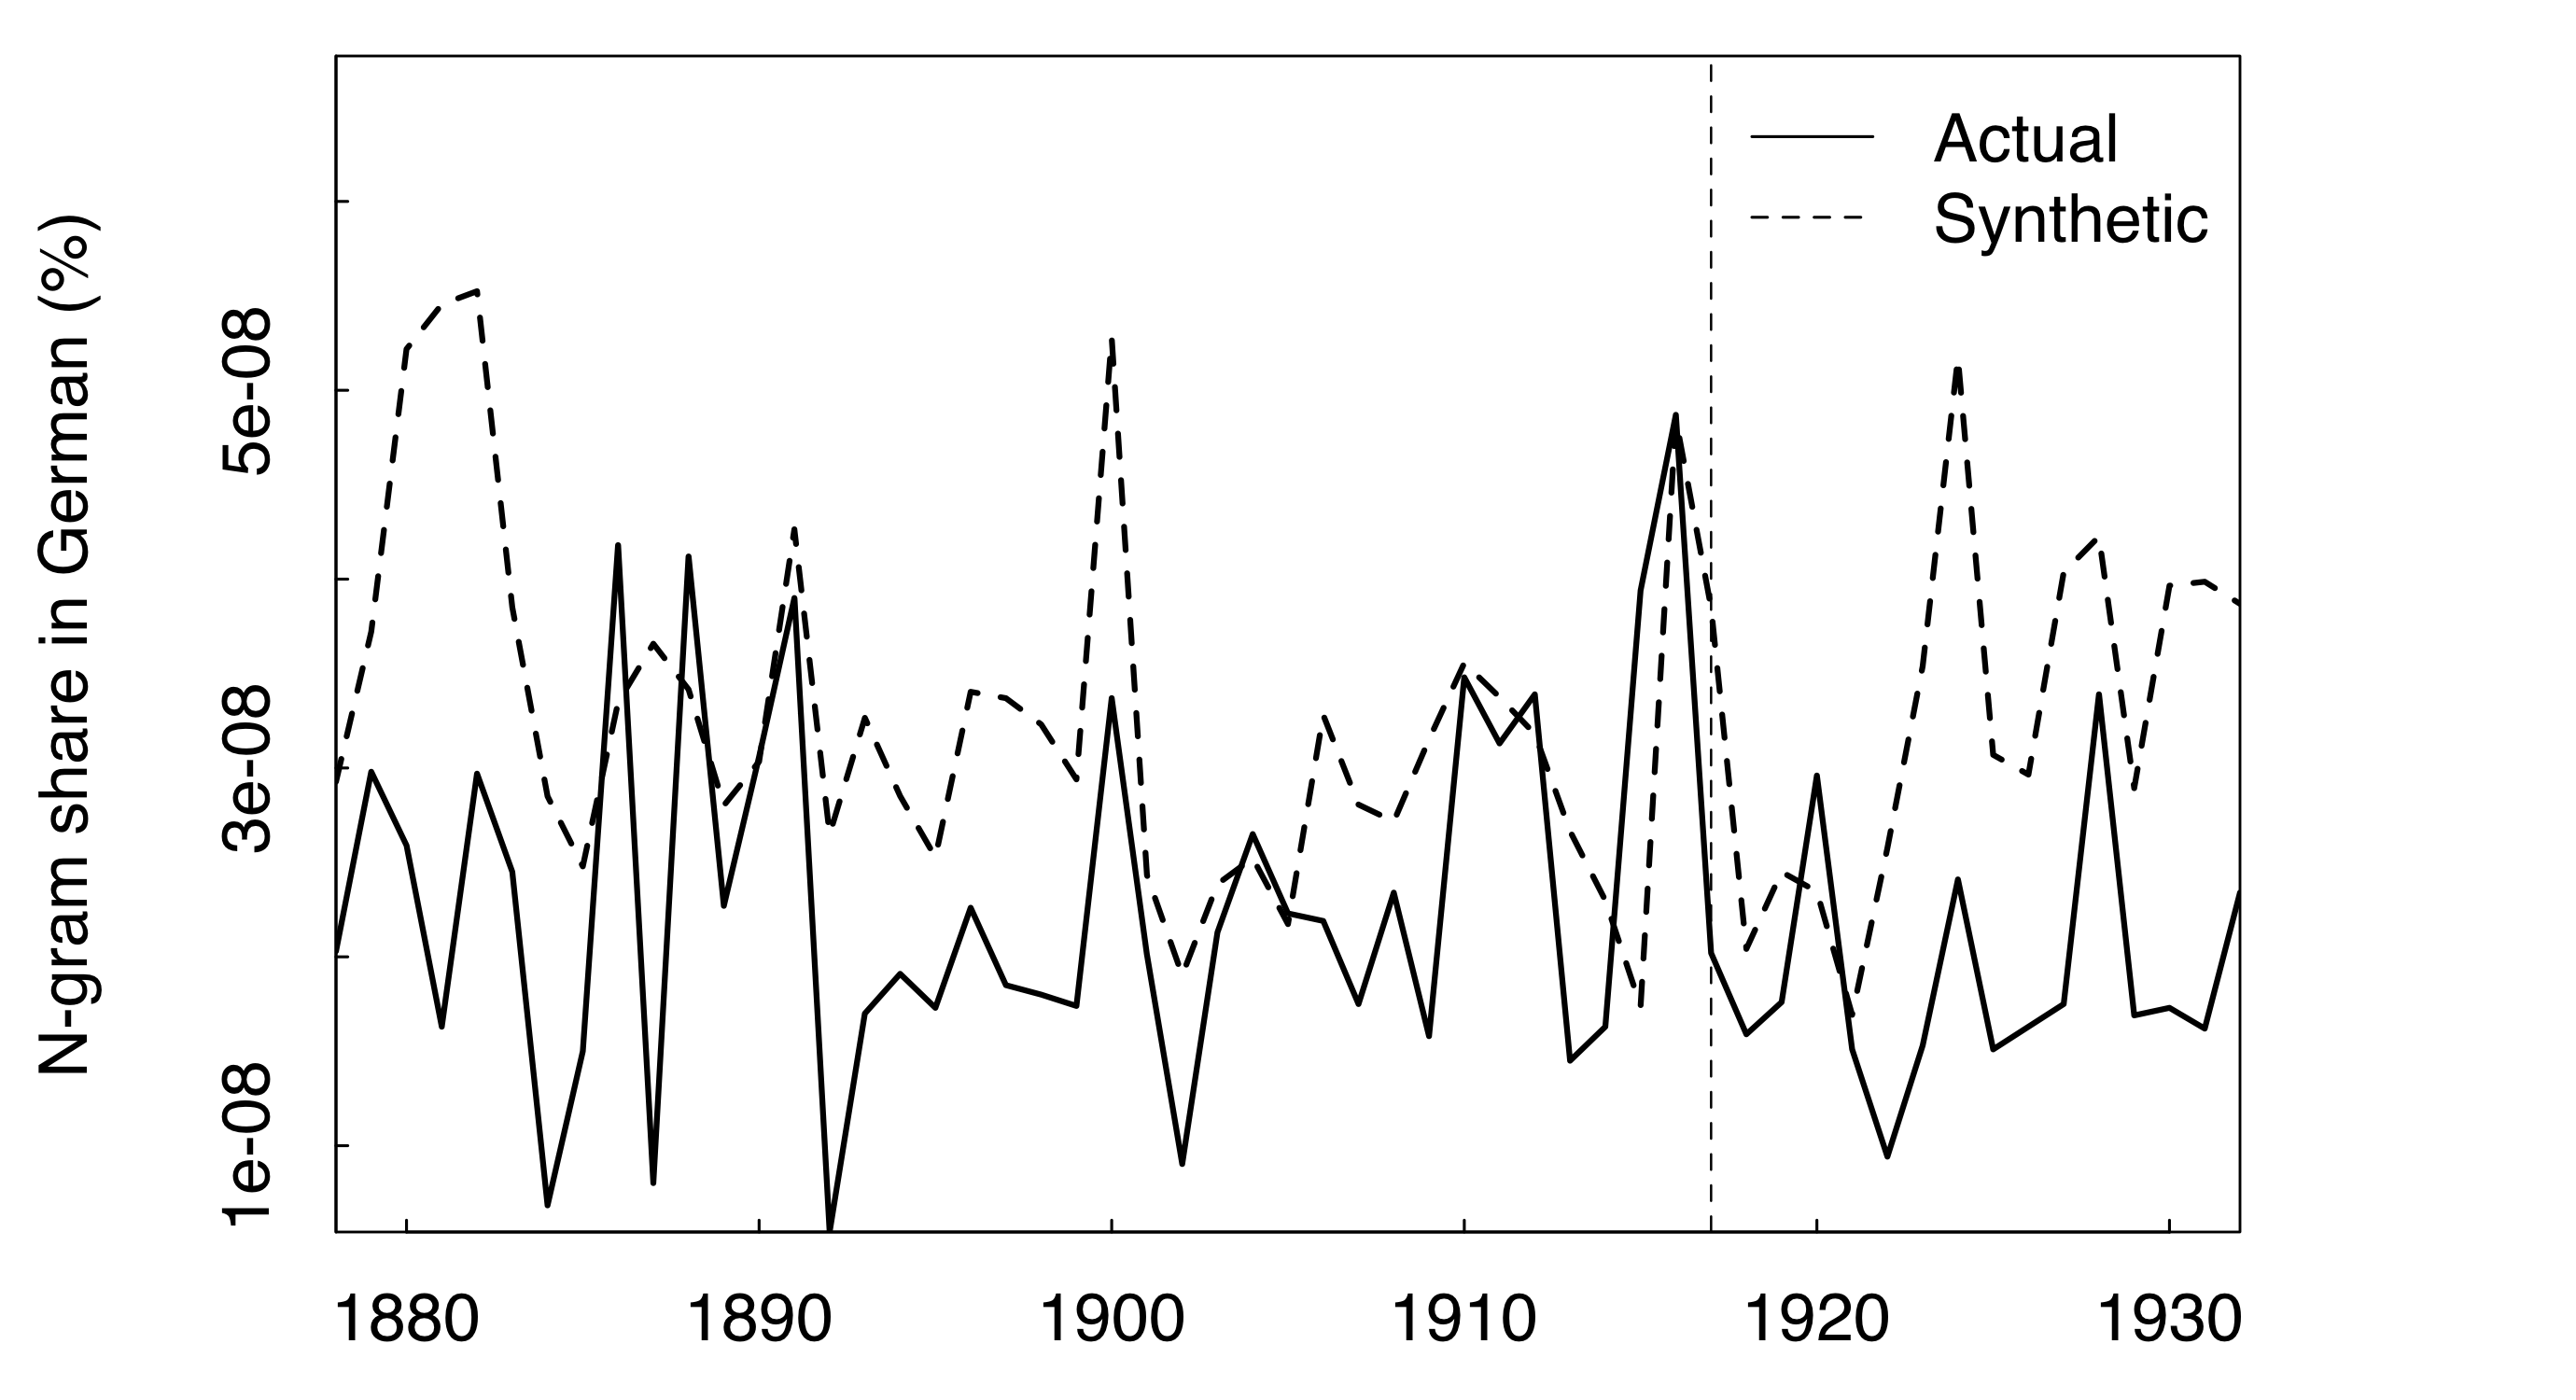 Actual
Synthetic
N-gram share in German (%)
5e-08
3e-08
1e-08
1880 1890 1900 1910 1920 1930